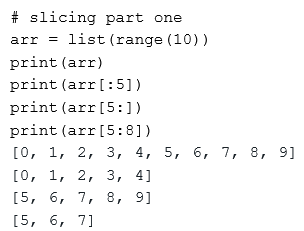 # slicing part one
arr = list(range(10))
print(arr)
print(arr[:5])
print(arr[5:])
print(arr[5:8])
[0, 1, 2, 3, 4, 5, 6, 7, 8, 9]
[0, 1, 2, 3, 4]
[5, 6, 7, 8, 9]
[5, 6, 7]